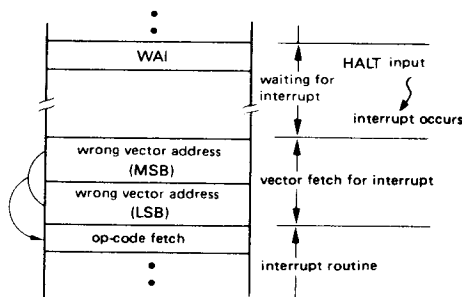 WAI
waiting for
interrupt
HALT input
interrupt occurs
wrong vector address
(MSB)
wrong vector address
(LSB)
vector fetch for interrupt
op-code fetch
interrupt routine